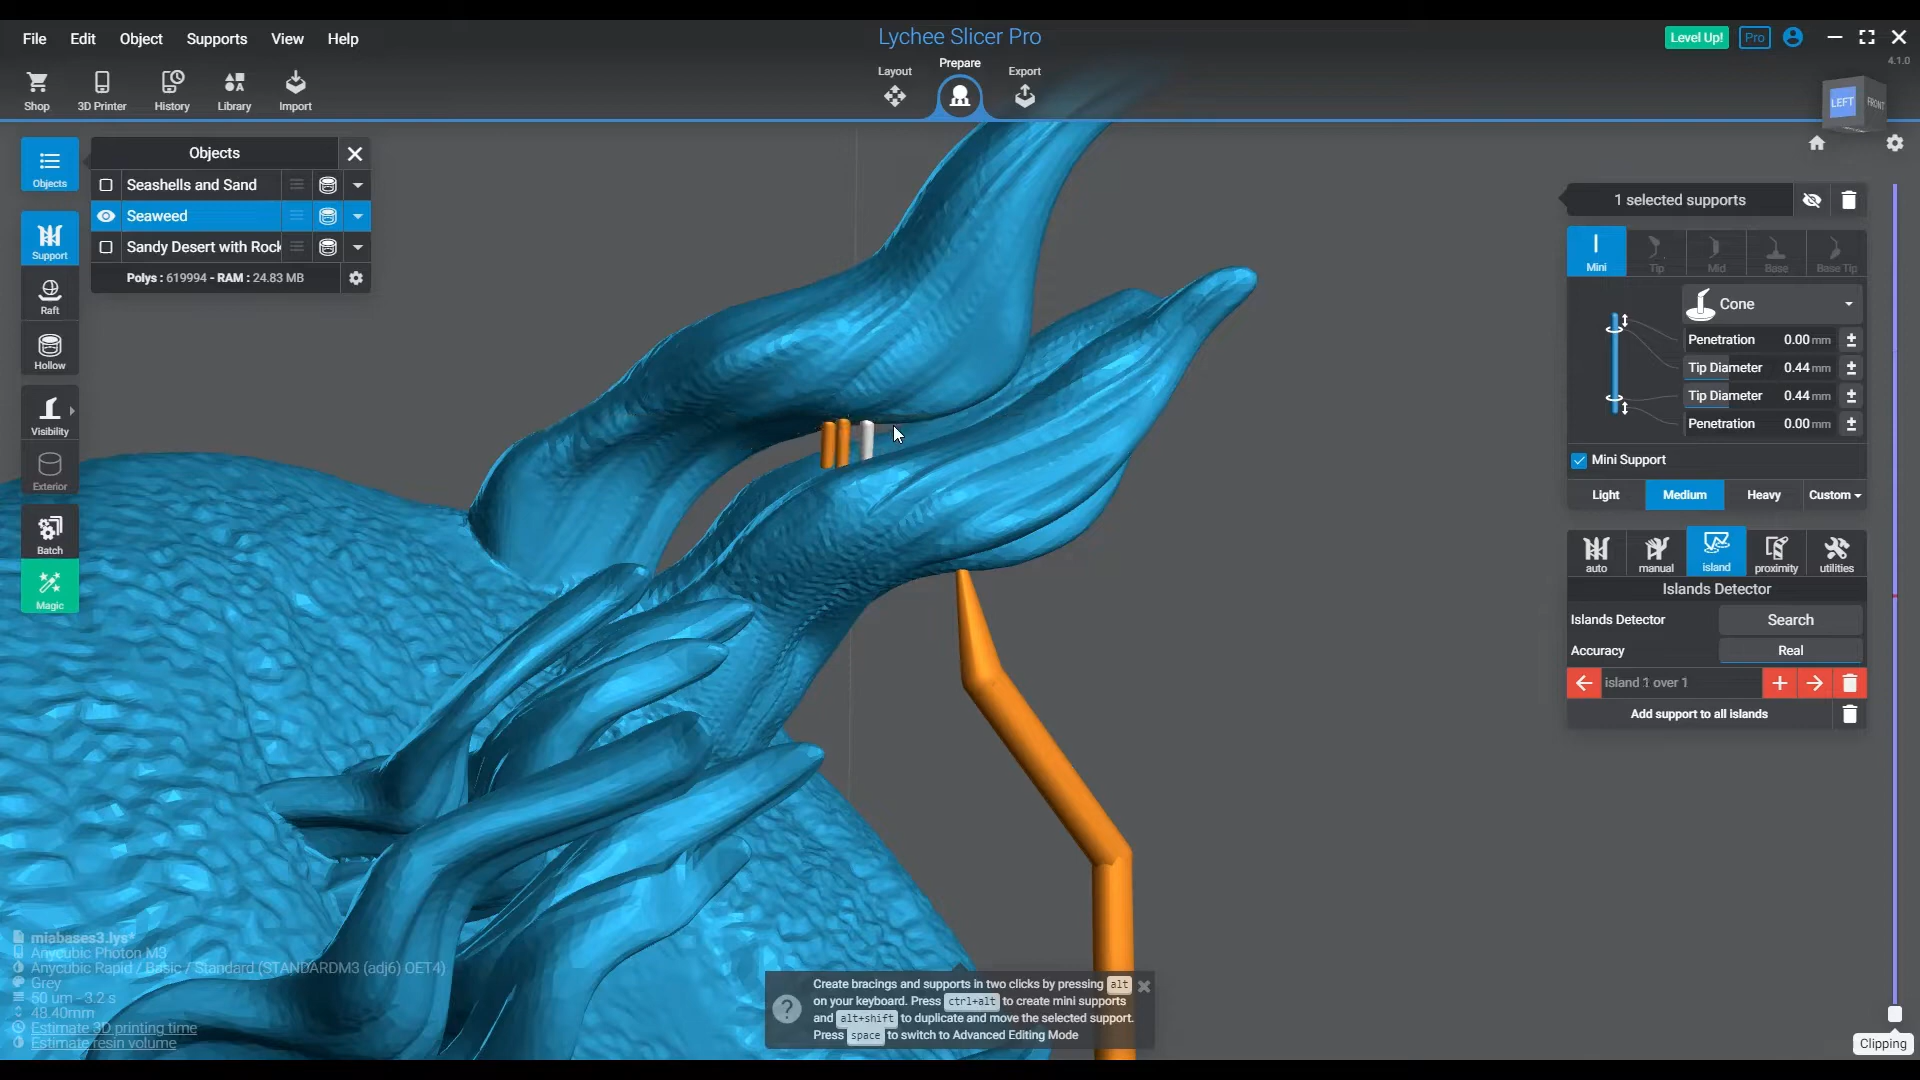 File Edit Object Supports View Help
Lychee Slicer Pro
Level Up! Pro
4.1.0
Shop 3D Printer History Library Import
Layout Prepare Export
LEFT FRONT
Objects
Objects
Seashells and Sand
Seaweed
Sandy Desert with Rock
Polys : 619994 - RAM : 24.83 MB
Support
Raft
Hollow
Visibility
Exterior
Batch
Magic
1 selected supports
Mini Tip Mid Base Base Tip
Cone
Penetration 0.00 mm
Tip Diameter 0.44 mm
Tip Diameter 0.44 mm
Penetration 0.00 mm
Mini Support
Light Medium Heavy Custom
auto manual island proximity utilities
Islands Detector
Islands Detector Search
Accuracy Real
island 1 over 1
Add support to all islands
miabases3.lys*
Anycubic Photon M3
Anycubic Rapid / Basic / Standard (STANDARDM3 (adj6) OET4)
Grey
50 um - 3.2 s
48.40mm
Estimate 3D printing time
Estimate resin volume
Create bracings and supports in two clicks by pressing alt
on your keyboard. Press ctrl+alt to create mini supports
and alt+shift to duplicate and move the selected support.
Press space to switch to Advanced Editing Mode
Clipping